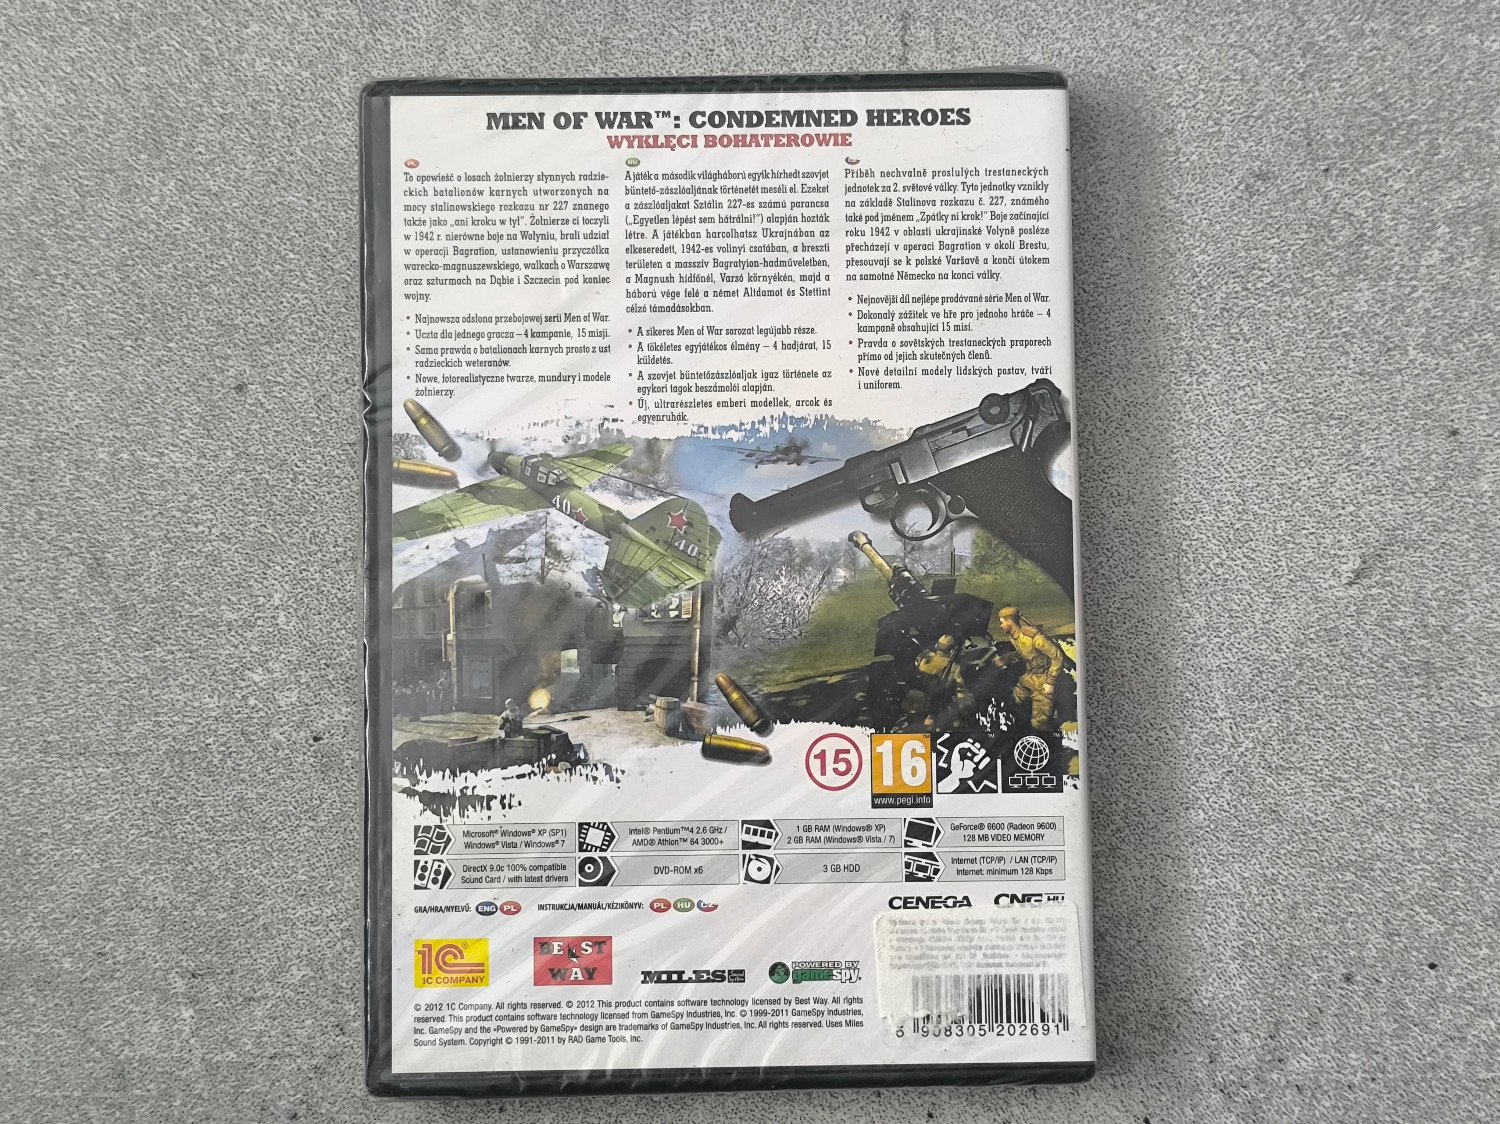 MEN OF WAR™: CONDEMNED HEROES
WYKLĘCI BOHATEROWIE
PL
To opowieść o losach żołnierzy słynnych radzie-
ckich batalionów karnych utworzonych na
mocy stalinowskiego rozkazu nr 227 znanego
także jako „ani kroku w tył". Żołnierze ci toczyli
w 1942 r. nierówne boje na Wołyniu, brali udział
w operacji Bagration, ustanowieniu przyczółka
warecko-magnuszewskiego, walkach o Warszawę
oraz szturmach na Dąbie i Szczecin pod koniec
wojny.
• Najnowsza odsłona przebojowej serii Men of War.
• Uczta dla jednego gracza – 4 kampanie, 15 misji.
• Sama prawda o batalionach karnych prosto z ust
radzieckich weteranów.
• Nowe, fotorealistyczne twarze, mundury i modele
żołnierzy.
HU
A játék a második világháború egyik hírhedt szovjet
büntető-zászlóaljának történetét meséli el. Ezeket
a zászlóaljakat Sztálin 227-es számú parancsa
(„Egyetlen lépést sem hátrálni!") alapján hozták
létre. A játékban harcolhatsz Ukrajnában az
elkeseredett, 1942-es volinyi csatában, a breszti
területen a masszív Bagratyion-hadműveletben,
a Magnush hídfőnél, Varsó környékén, majd a
háború vége felé a német Altdamot és Stettint
célzó támadásokban.
• A sikeres Men of War sorozat legújabb része.
• A tökéletes egyjátékos élmény – 4 hadjárat, 15
küldetés.
• A szovjet büntetőzászlóaljak igaz története az
egykori tagok beszámolói alapján.
• Új, ultrarészletes emberi modellek, arcok és
egyenruhák.
Příběh nechvalně proslulých trestaneckých
jednotek za 2. světové války. Tyto jednotky vznikly
na základě Stalinova rozkazu č. 227, známého
také pod jménem „Zpátky ni krok!" Boje začínající
roku 1942 v oblasti ukrajinské Volyně posléze
přecházejí v operaci Bagration v okolí Brestu,
přesouvají se k polské Varšavě a končí útokem
na samotné Německo na konci války.
• Nejnovější díl nejlépe prodávané série Men of War.
• Dokonalý zážitek ve hře pro jednoho hráče – 4
kampaně obsahující 15 misí.
• Pravda o sovětských trestaneckých praporech
přímo od jejich skutečných členů.
• Nové detailní modely lidských postav, tváří
i uniforem.
40
40
15
16
www.pegi.info
Microsoft® Windows® XP (SP1)
Windows® Vista / Windows® 7
Intel® Pentium™4 2.6 GHz /
AMD® Athlon™ 64 3000+
1 GB RAM (Windows® XP)
2 GB RAM (Windows® Vista / 7)
GeForce® 6600 (Radeon 9600)
128 MB VIDEO MEMORY
DirectX 9.0c 100% compatible
Sound Card / with latest drivers
DVD-ROM x6
3 GB HDD
Internet (TCP/IP) / LAN (TCP/IP)
Internet: minimum 128 Kbps
GRA/HRA/NYELVŰ: ENG PL
INSTRUKCJA/MANUÁL/KÉZIKÖNYV: PL HU CZ
CENEGA
CNG HU
1C®
1C COMPANY
BEST
WAY
MILES Sound System
POWERED BY
gamespy.
© 2012 1C Company. All rights reserved. © 2012 This product contains software technology licensed by Best Way. All rights
reserved. This product contains software technology licensed from GameSpy Industries, Inc. © 1999-2011 GameSpy Industries,
Inc. GameSpy and the «Powered by GameSpy» design are trademarks of GameSpy Industries, Inc. All rights reserved. Uses Miles
Sound System. Copyright © 1991-2011 by RAD Game Tools, Inc.
5 908305 202691